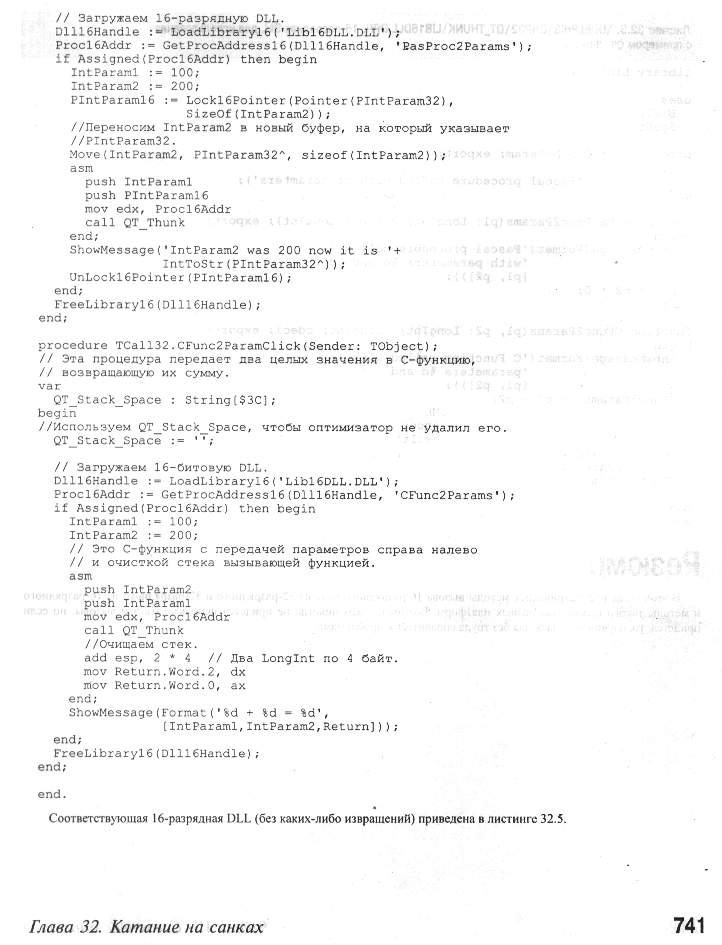 // Загружаем 16-разрядную DLL.
Dll16Handle := LoadLibrary16('Lib16DLL.DLL');
Proc16Addr := GetProcAddress16(Dll16Handle, 'PasProc2Params');
if Assigned(Proc16Addr) then begin
IntParam1 := 100;
IntParam2 := 200;
PIntParam16 := Lock16Pointer(Pointer(PIntParam32),
SizeOf(IntParam2));
//Переносим IntParam2 в новый буфер, на который указывает
//PIntParam32.
Move(IntParam2, PIntParam32^, sizeof(IntParam2));
asm
push IntParam1
push PIntParam16
mov edx, Proc16Addr
call QT_Thunk
end;
ShowMessage('IntParam2 was 200 now it is '+
IntToStr(PIntParam32^));
UnLock16Pointer(PIntParam16);
end;
FreeLibrary16(Dll16Handle);
end;
procedure TCall32.CFunc2ParamClick(Sender: TObject);
// Эта процедура передает два целых значения в C-функцию,
// возвращающую их сумму.
var
QT_Stack_Space : String[$3C];
begin
//Используем QT_Stack_Space, чтобы оптимизатор не удалил его.
QT_Stack_Space := '';
// Загружаем 16-битовую DLL.
Dll16Handle := LoadLibrary16('Lib16DLL.DLL');
Proc16Addr := GetProcAddress16(Dll16Handle, 'CFunc2Params');
if Assigned(Proc16Addr) then begin
IntParam1 := 100;
IntParam2 := 200;
// Это C-функция с передачей параметров справа налево
// и очисткой стека вызывающей функцией.
asm
push IntParam2
push IntParam1
mov edx, Proc16Addr
call QT_Thunk
//Очищаем стек.
add esp, 2 * 4 // Два LongInt по 4 байт.
mov Return.Word.2, dx
mov Return.Word.0, ax
end;
ShowMessage(Format('%d + %d = %d',
[IntParam1,IntParam2,Return]));
end;
FreeLibrary16(Dll16Handle);
end;
end.
Соответствующая 16-разрядная DLL (без каких-либо извращений) приведена в листинге 32.5.
Глава 32. Катание на санках
741